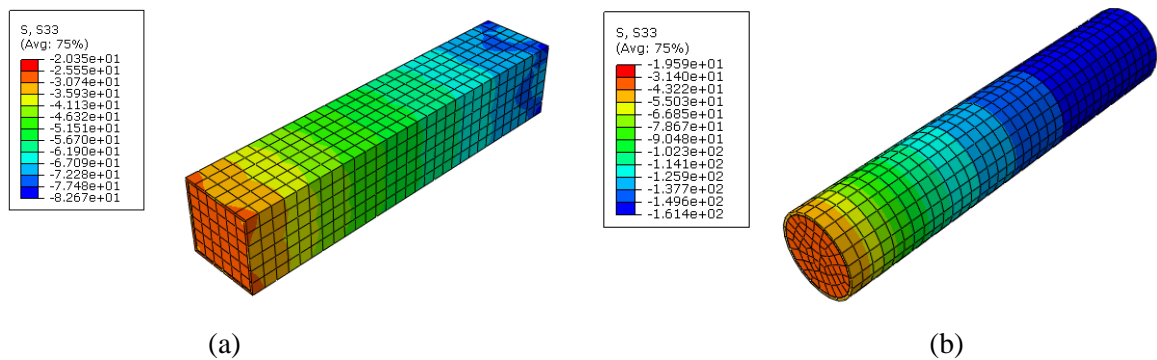 S, S33
(Avg: 75%)
-2.035e+01
-2.555e+01
-3.074e+01
-3.593e+01
-4.113e+01
-4.632e+01
-5.151e+01
-5.670e+01
-6.190e+01
-6.709e+01
-7.228e+01
-7.748e+01
-8.267e+01
S, S33
(Avg: 75%)
-1.959e+01
-3.140e+01
-4.322e+01
-5.503e+01
-6.685e+01
-7.867e+01
-9.048e+01
-1.023e+02
-1.141e+02
-1.259e+02
-1.377e+02
-1.496e+02
-1.614e+02
(a)
(b)